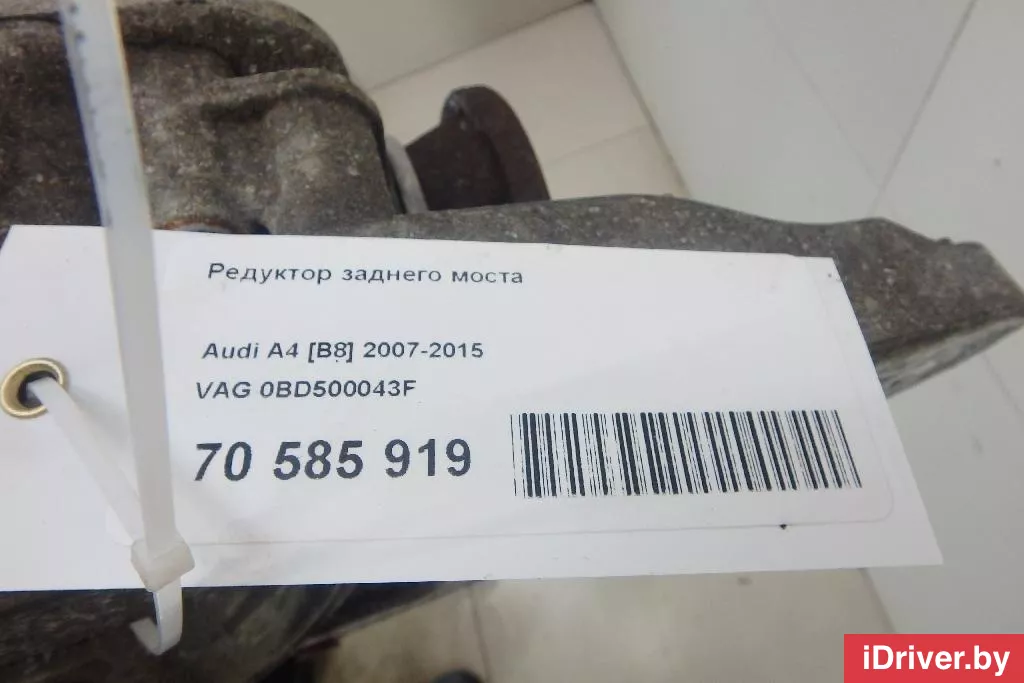 Редуктор заднего моста
Audi A4 [B8] 2007-2015
VAG 0BD500043F
70 585 919
iDriver.by